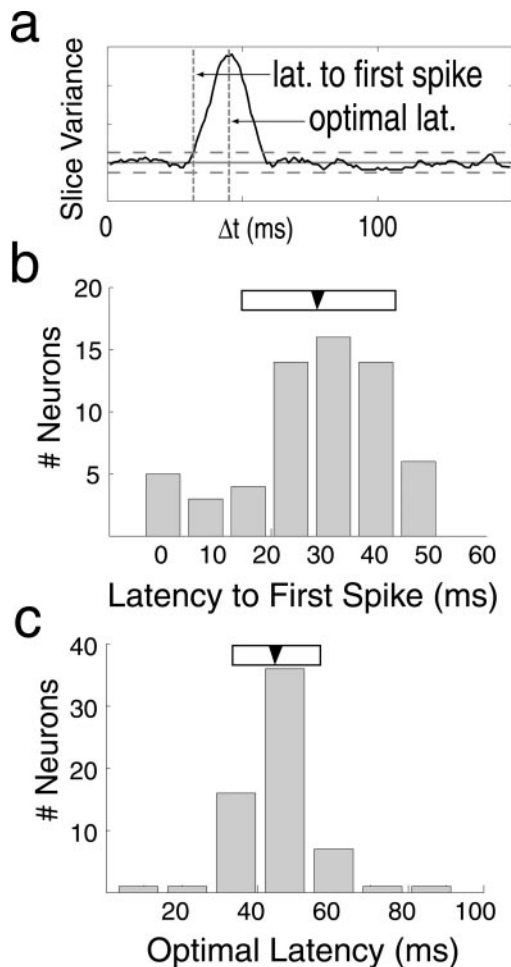 a
Slice Variance
lat. to first spike
optimal lat.
0 100
Δt (ms)
b
# Neurons
20
15
10
5
0 10 20 30 40 50 60
Latency to First Spike (ms)
c
# Neurons
40
30
20
10
20 40 60 80 100
Optimal Latency (ms)